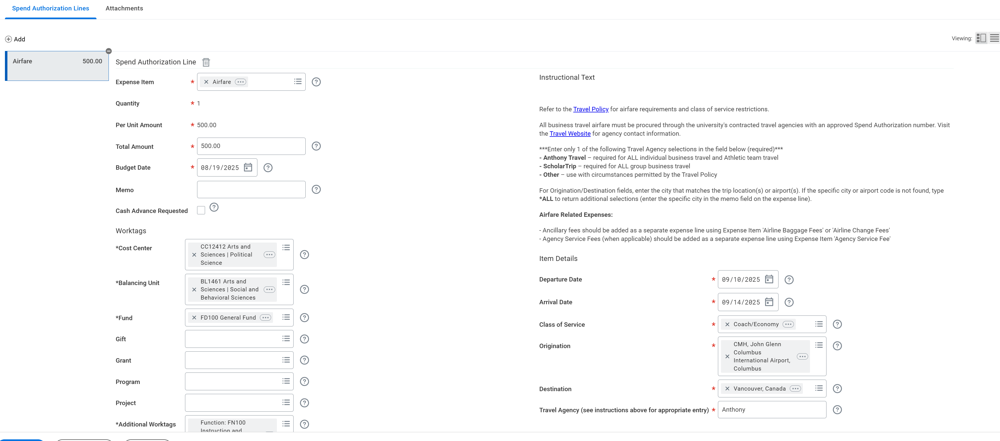 Spend Authorization Lines
Attachments
Add
Viewing:
Airfare 500.00
Spend Authorization Line
Expense Item * Airfare
Quantity * 1
Per Unit Amount * 500.00
Total Amount * 500.00
Budget Date * 08/19/2025
Memo
Cash Advance Requested
Worktags
*Cost Center
CC12412 Arts and
Sciences | Political
Science
*Balancing Unit
BL1461 Arts and
Sciences | Social and
Behavioral Sciences
*Fund
FD100 General Fund
Gift
Grant
Program
Project
*Additional Worktags
Function: FN100
Instruction and
Instructional Text
Refer to the Travel Policy for airfare requirements and class of service restrictions.
All business travel airfare must be procured through the university's contracted travel agencies with an approved Spend Authorization number. Visit
the Travel Website for agency contact information.
***Enter only 1 of the following Travel Agency selections in the field below (required)***
- Anthony Travel – required for ALL individual business travel and Athletic team travel
- ScholarTrip – required for ALL group business travel
- Other – use with circumstances permitted by the Travel Policy
For Origination/Destination fields, enter the city that matches the trip location(s) or airport(s). If the specific city or airport code is not found, type
*ALL to return additional selections (enter the specific city in the memo field on the expense line).
Airfare Related Expenses:
- Ancillary fees should be added as a separate expense line using Expense Item 'Airline Baggage Fees' or 'Airline Change Fees'
- Agency Service Fees (when applicable) should be added as a separate expense line using Expense Item 'Agency Service Fee'
Item Details
Departure Date * 09/10/2025
Arrival Date * 09/14/2025
Class of Service * Coach/Economy
Origination *
CMH, John Glenn
Columbus
International Airport,
Columbus
Destination * Vancouver, Canada
Travel Agency (see instructions above for appropriate entry) * Anthony